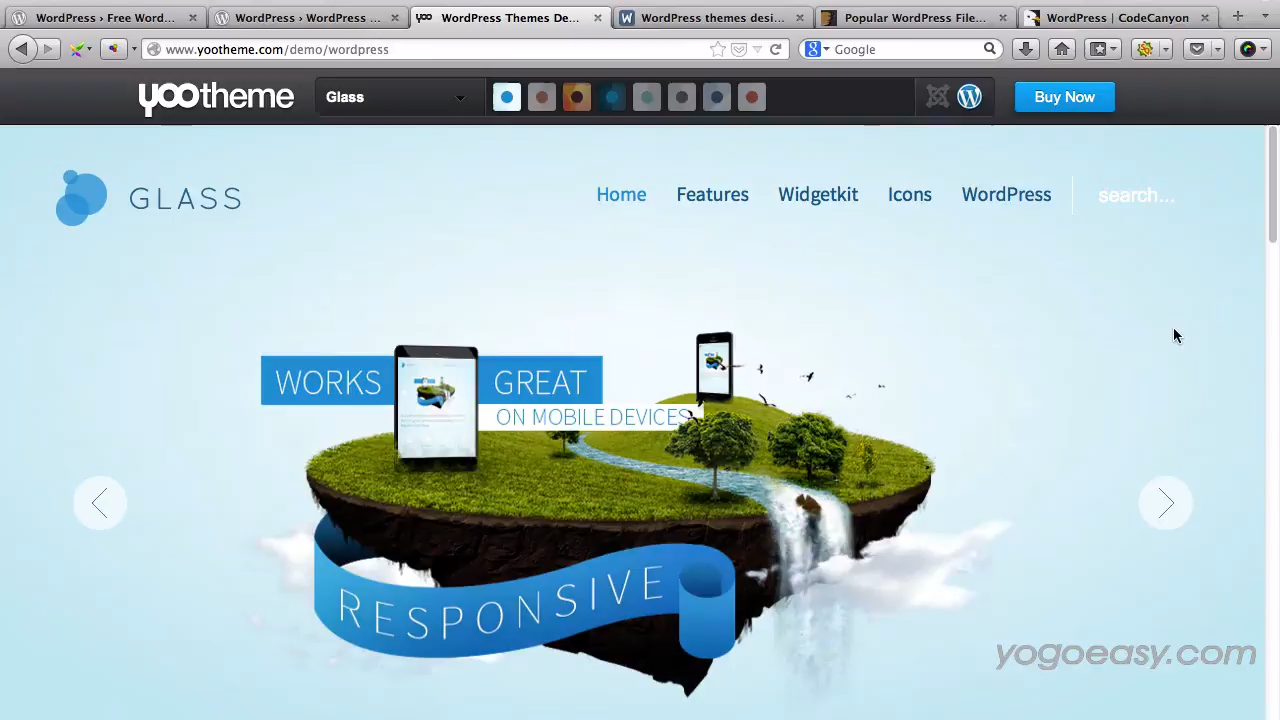 WordPress › Free Word...
WordPress › WordPress ...
yoo WordPress Themes De...
WordPress themes desi...
Popular WordPress File...
WordPress | CodeCanyon
www.yootheme.com/demo/wordpress
Google
yootheme
Glass
Buy Now
GLASS
Home
Features
Widgetkit
Icons
WordPress
search...
WORKS GREAT
ON MOBILE DEVICES
RESPONSIVE
yogoeasy.com